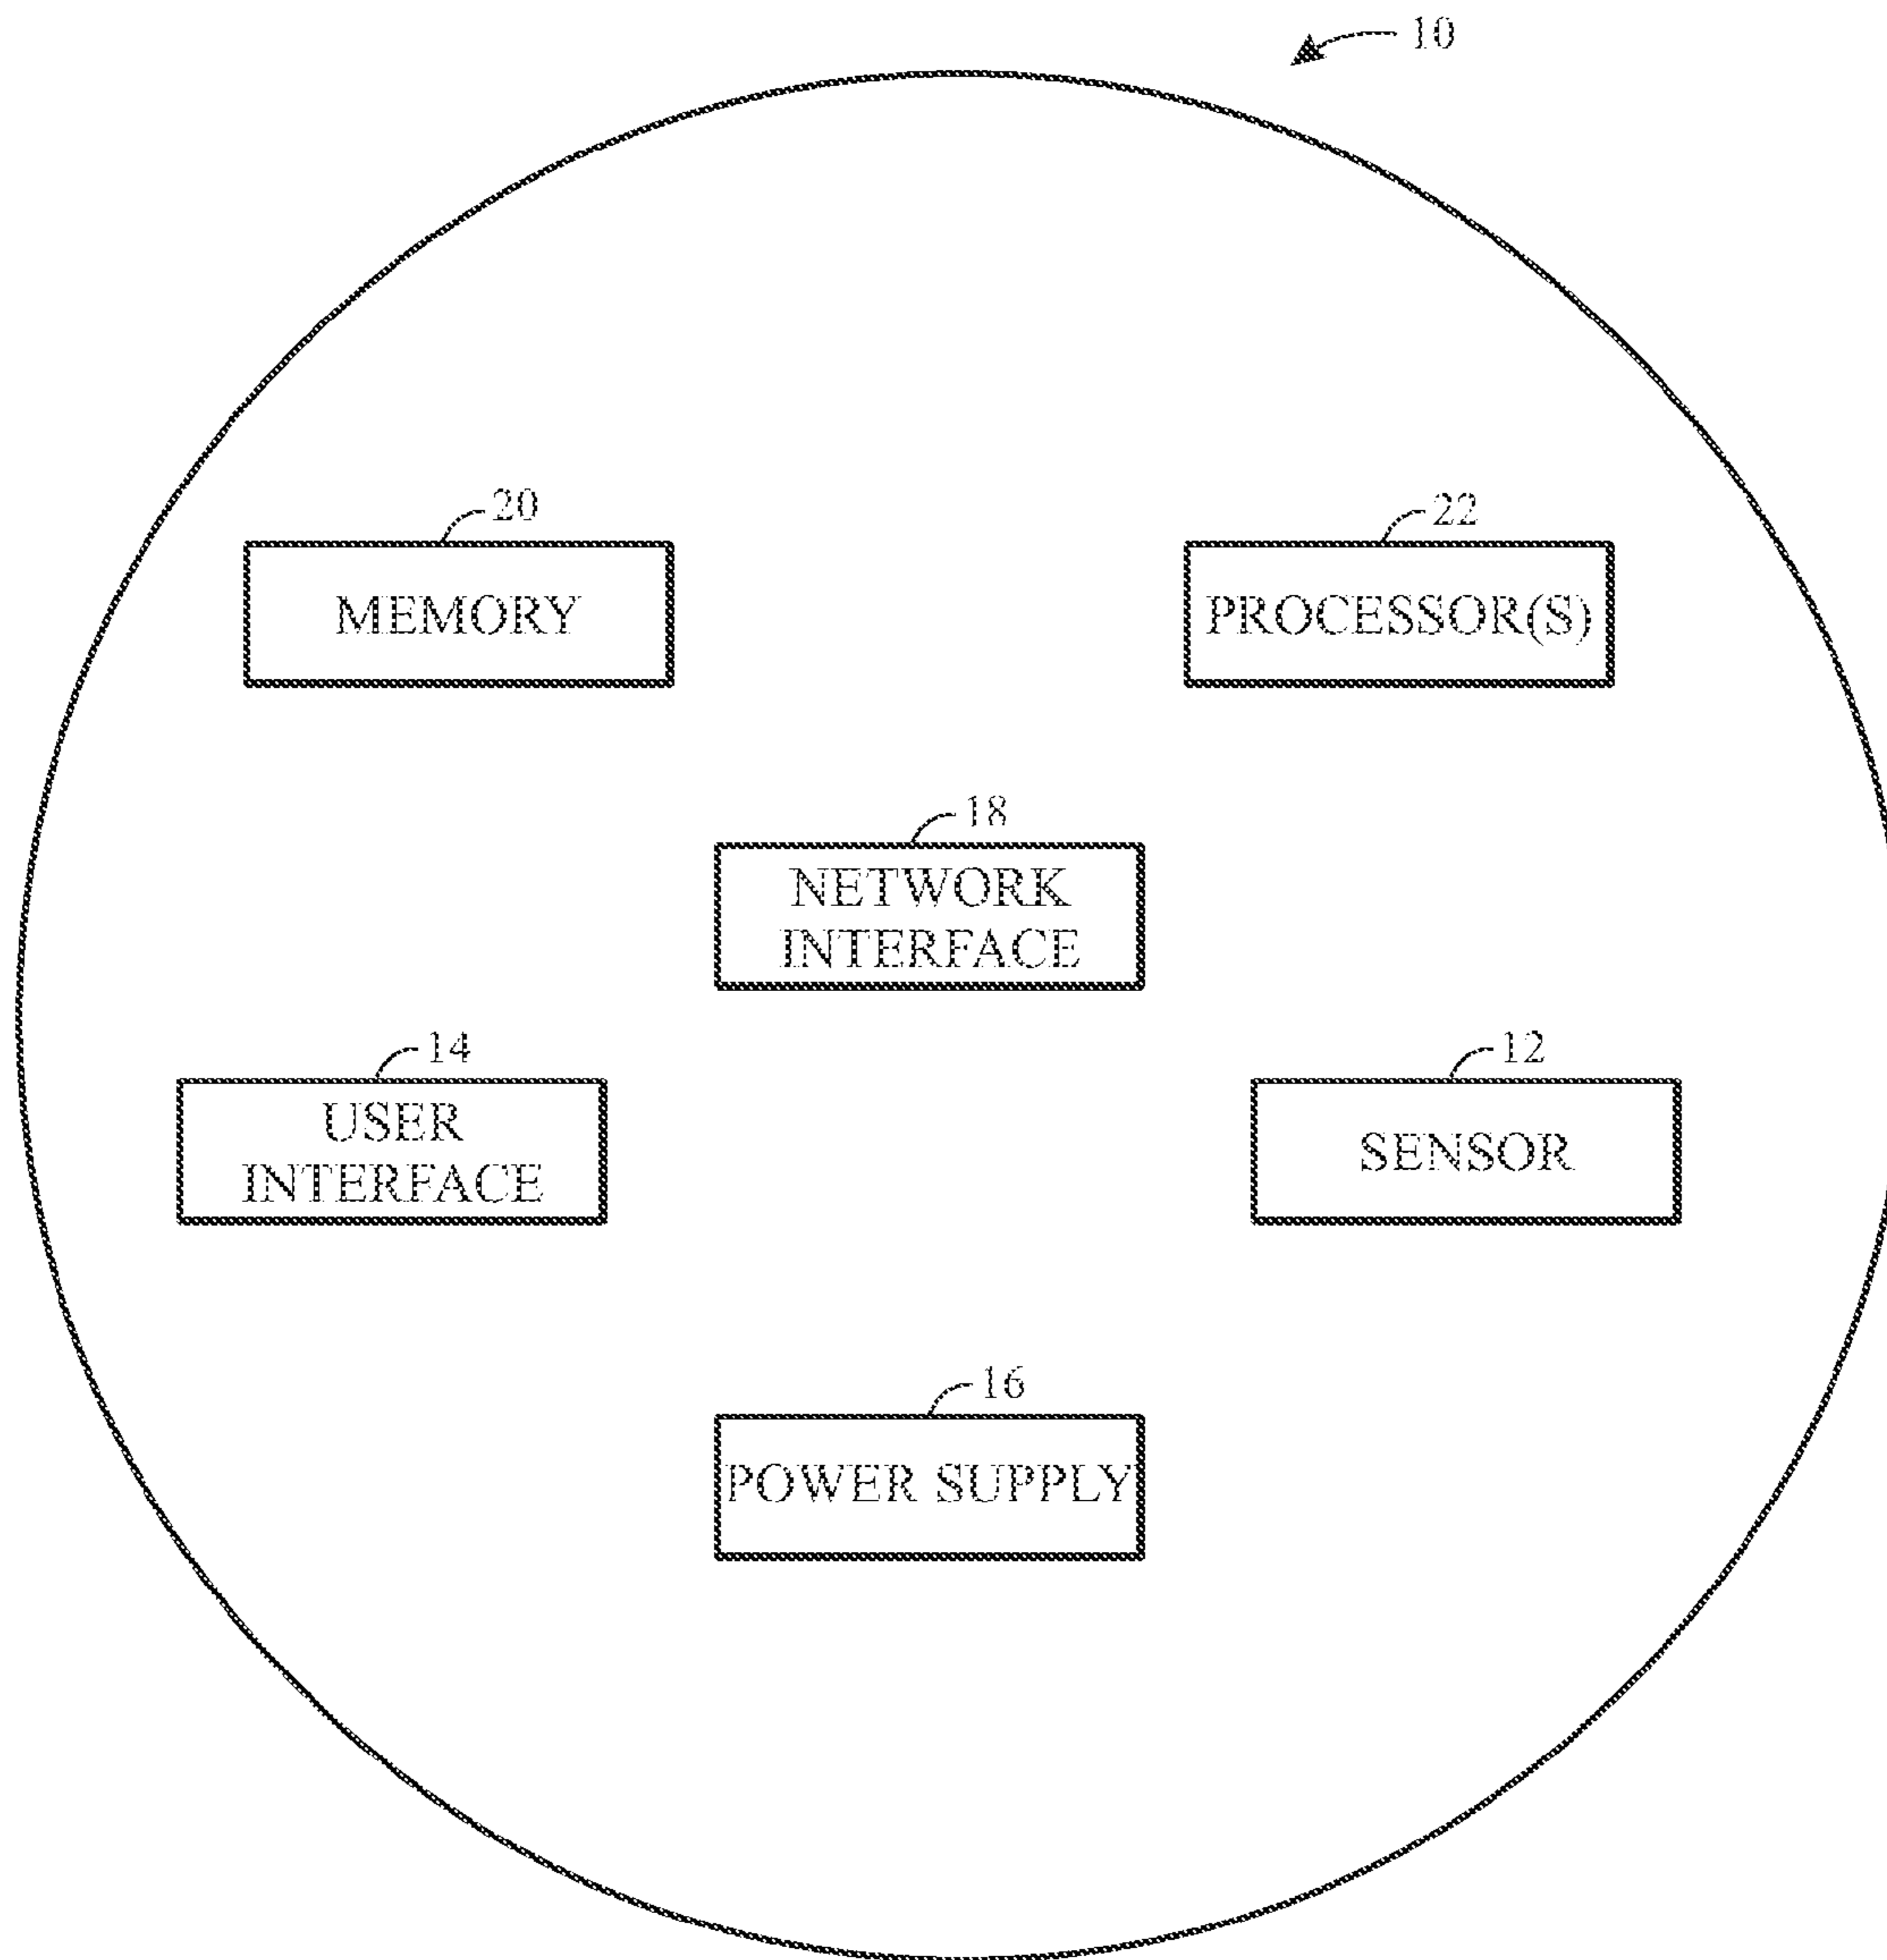 10
20
22
MEMORY
PROCESSOR(S)
18
NETWORK
INTERFACE
14
12
USER
INTERFACE
SENSOR
16
POWER SUPPLY